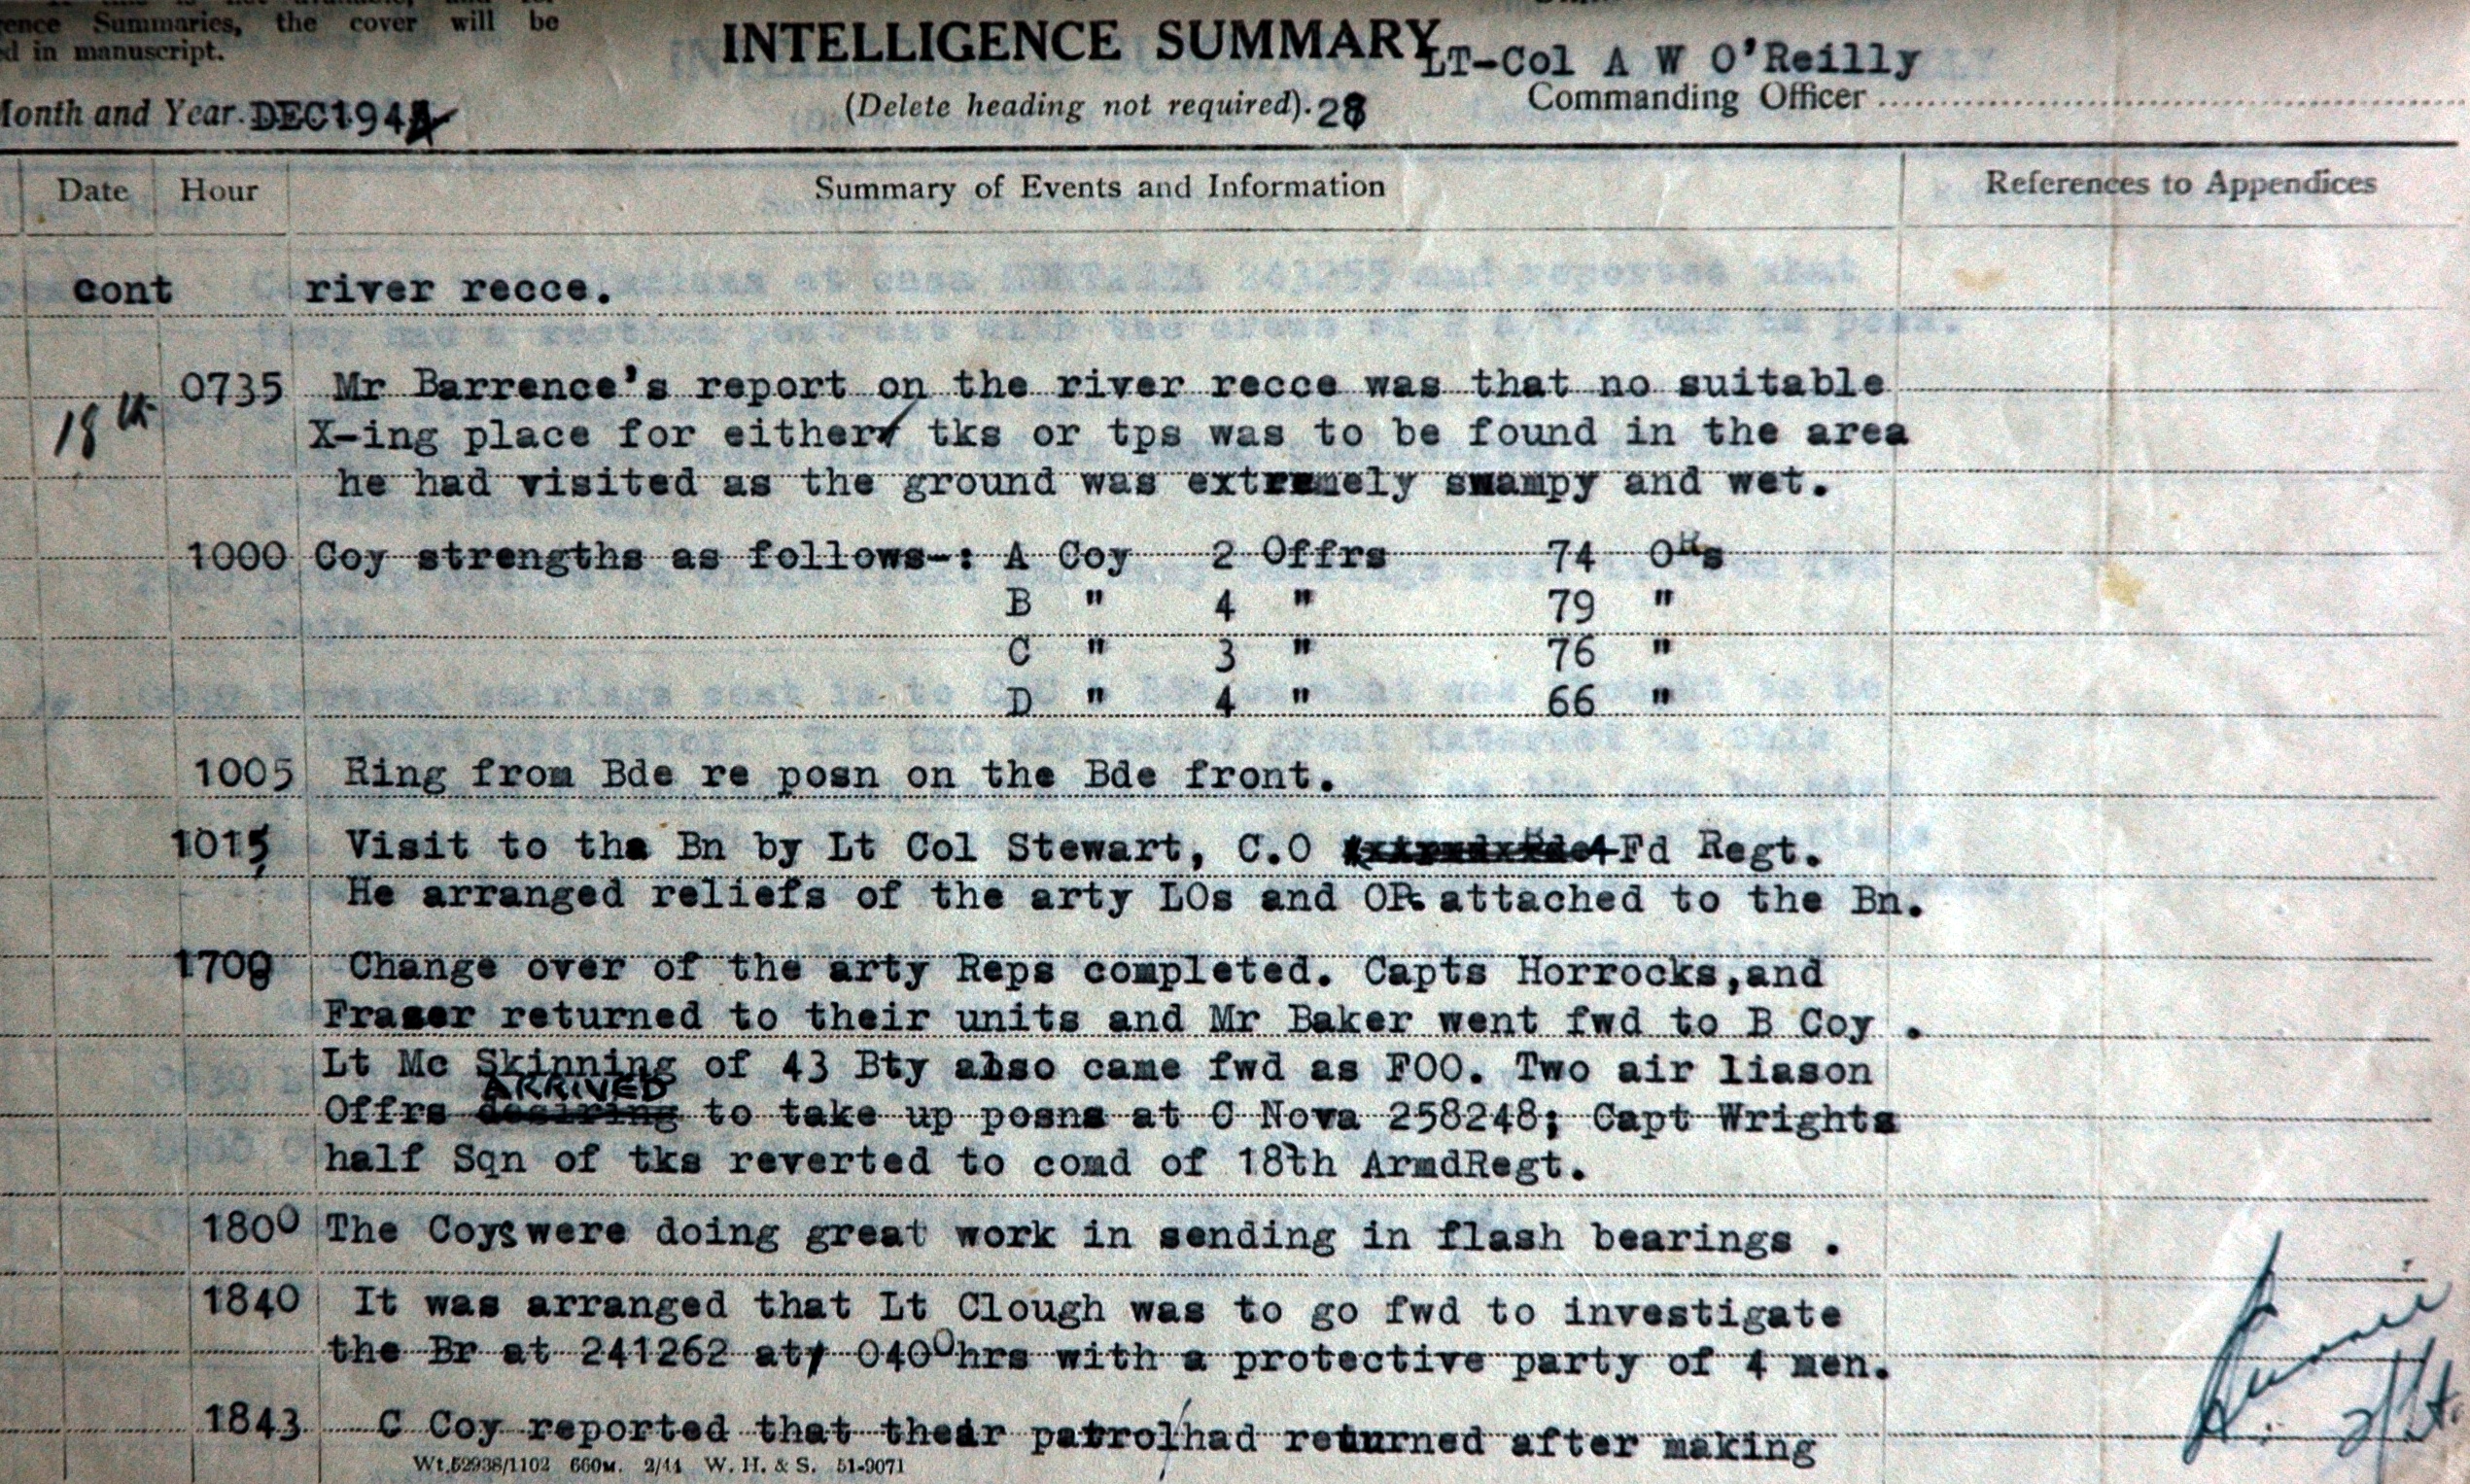 ence Summaries, the cover will be
d in manuscript.
INTELLIGENCE SUMMARY
LT-Col A W O'Reilly
Month and Year. DEC1944
(Delete heading not required).
Commanding Officer
Date Hour Summary of Events and Information References to Appendices
cont river recce.
18th 0735 Mr Barrence's report on the river recce was that no suitable
X-ing place for either tks or tps was to be found in the area
he had visited as the ground was extremely swampy and wet.
1000 Coy strengths as follows-: A Coy 2 Offrs 74 ORs
B " 4 " 79 "
C " 3 " 76 "
D " 4 " 66 "
1005 Ring from Bde re posn on the Bde front.
1015 Visit to the Bn by Lt Col Stewart, C.O 4 Fd Regt.
He arranged reliefs of the arty LOs and OR attached to the Bn.
1700 Change over of the arty Reps completed. Capts Horrocks,and
Fraser returned to their units and Mr Baker went fwd to B Coy .
Lt Mc Skinning of 43 Bty also came fwd as FOO. Two air liason
Offrs ARRIVED to take up posns at C Nova 258248; Capt Wrights
half Sqn of tks reverted to comd of 18th ArmdRegt.
1800 The Coys were doing great work in sending in flash bearings .
1840 It was arranged that Lt Clough was to go fwd to investigate
the Br at 241262 at 0400hrs with a protective party of 4 men.
1843 C Coy reported that their patrol had returned after making
Wt.52938/1102 660M. 2/44 W. H. & S. 51-9071